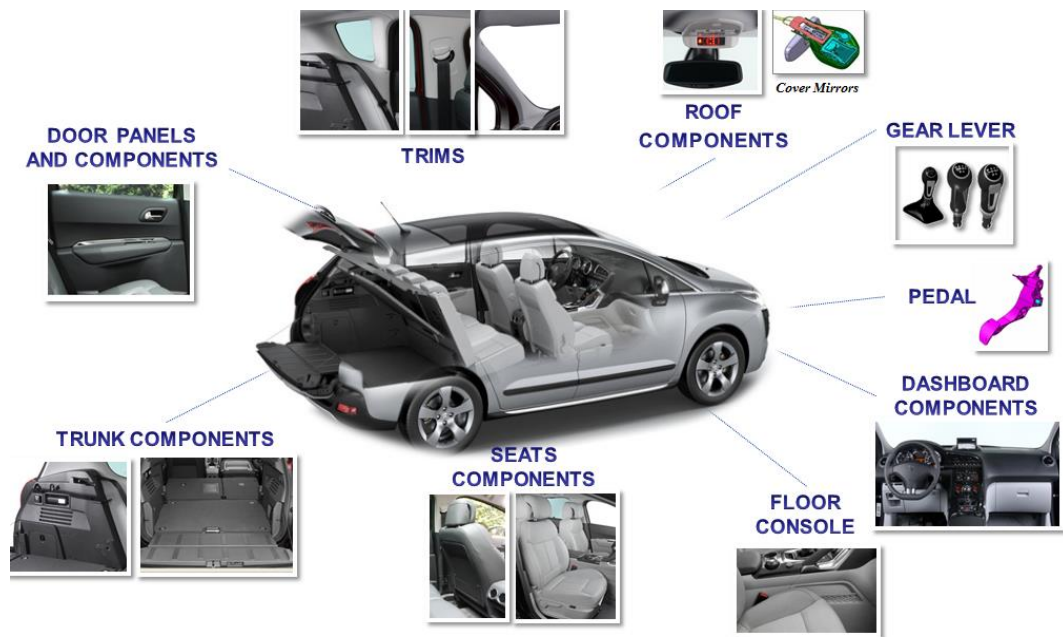 Cover Mirrors
ROOF
COMPONENTS
TRIMS
DOOR PANELS
AND COMPONENTS
GEAR LEVER
PEDAL
DASHBOARD
COMPONENTS
TRUNK COMPONENTS
SEATS
COMPONENTS
FLOOR
CONSOLE